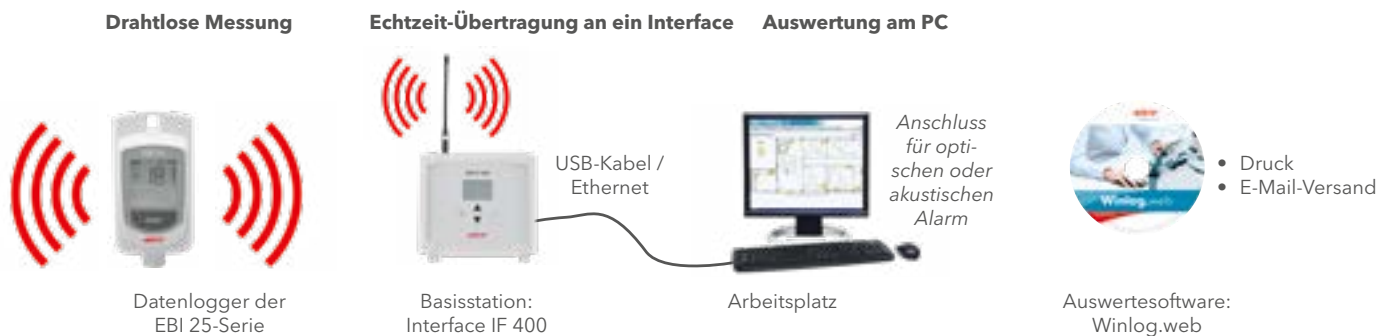 Drahtlose Messung
Echtzeit-Übertragung an ein Interface
Auswertung am PC
USB-Kabel /
Ethernet
Anschluss
für opti-
schen oder
akustischen
Alarm
Winlog.web
• Druck
• E-Mail-Versand
Datenlogger der
EBI 25-Serie
Basisstation:
Interface IF 400
Arbeitsplatz
Auswertesoftware:
Winlog.web